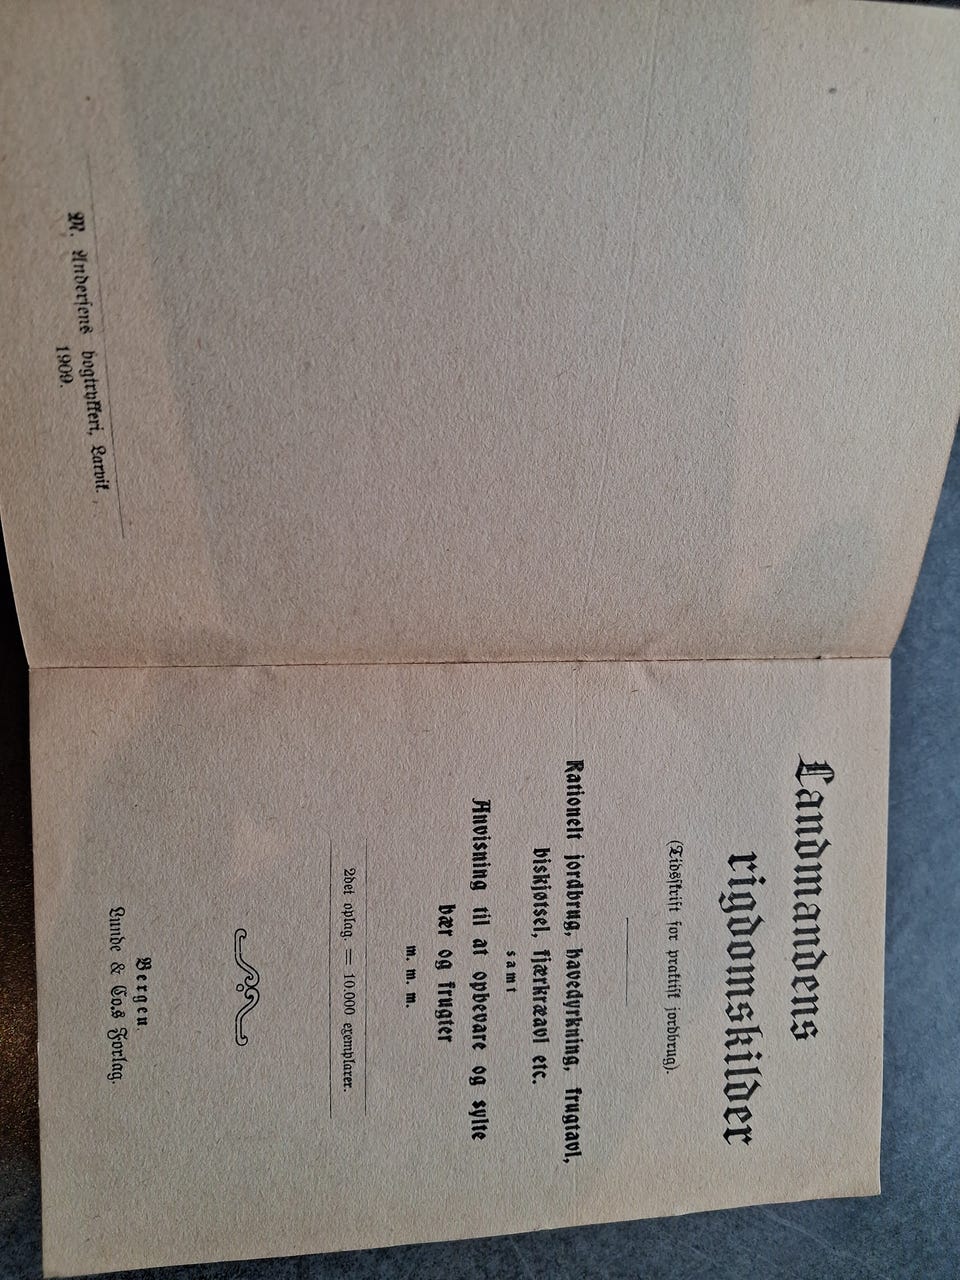 M. Andersens bogtrykkeri, Larvik.
1909.
Landmandens
rigdomskilder
(Tidsskrift for praktisk jordbrug).
Rationelt jordbrug, havedyrkning, frugtavl,
biskjøtsel, fjærkræavl etc.
samt
Anvisning til at opbevare og sylte
bær og frugter
m. m. m.
2det oplag. = 10.000 exemplarer.
Bergen
Lunde & Co.s Forlag.